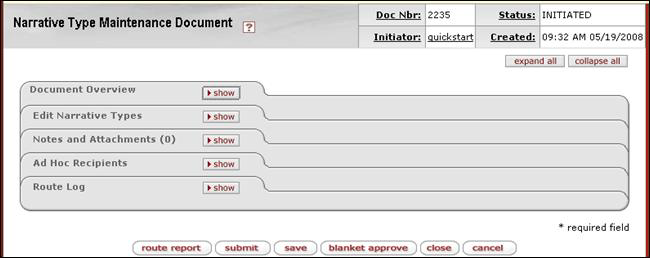 Narrative Type Maintenance Document ?
Doc Nbr: 2235 Status: INITIATED
Initiator: quickstart Created: 09:32 AM 05/19/2008
expand all collapse all
Document Overview show
Edit Narrative Types show
Notes and Attachments (0) show
Ad Hoc Recipients show
Route Log show
* required field
route report submit save blanket approve close cancel